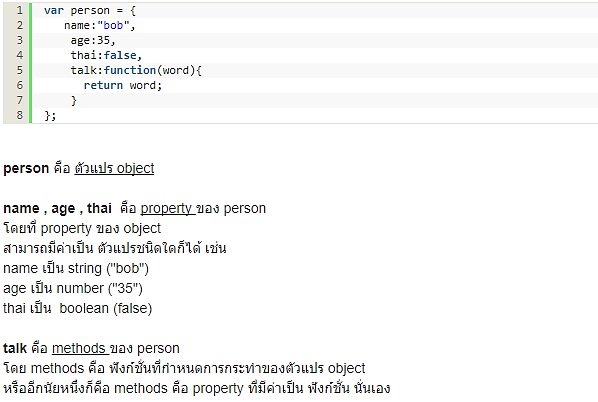 1 var person = {
2 name:"bob",
3 age:35,
4 thai:false,
5 talk:function(word){
6 return word;
7 }
8 };
person คือ ตัวแปร object
name , age , thai คือ property ของ person
โดยที่ property ของ object
สามารถมีค่าเป็น ตัวแปรชนิดใดก็ได้ เช่น
name เป็น string ("bob")
age เป็น number ("35")
thai เป็น boolean (false)
talk คือ methods ของ person
โดย methods คือ ฟังก์ชั่นที่กำหนดการกระทำของตัวแปร object
หรืออีกนัยหนึ่งก็คือ methods คือ property ที่มีค่าเป็น ฟังก์ชั่น นั่นเอง